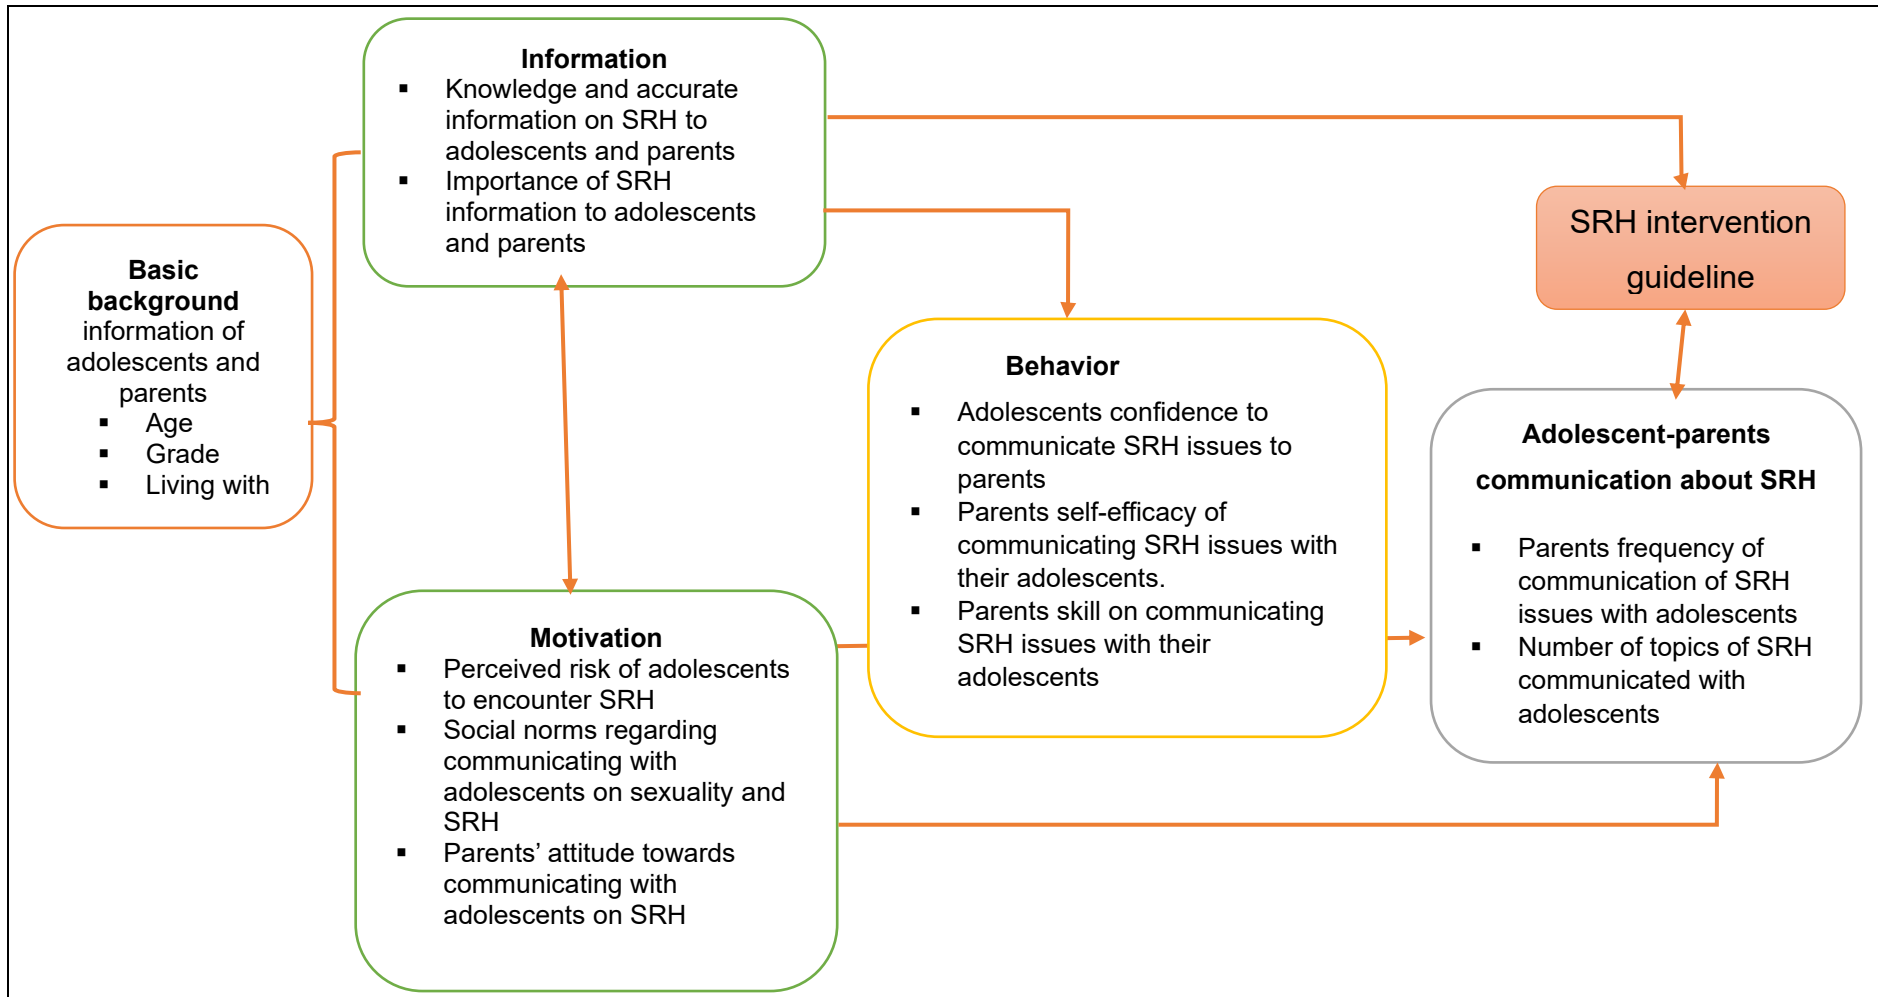 Basic
background
information of
adolescents and
parents
▪ Age
▪ Grade
▪ Living with
Information
▪ Knowledge and accurate
information on SRH to
adolescents and parents
▪ Importance of SRH
information to adolescents
and parents
Motivation
▪ Perceived risk of adolescents
to encounter SRH
▪ Social norms regarding
communicating with
adolescents on sexuality and
SRH
▪ Parents’ attitude towards
communicating with
adolescents on SRH
Behavior
▪ Adolescents confidence to
communicate SRH issues to
parents
▪ Parents self-efficacy of
communicating SRH issues with
their adolescents.
▪ Parents skill on communicating
SRH issues with their
adolescents
SRH intervention
guideline
Adolescent-parents
communication about SRH
▪ Parents frequency of
communication of SRH
issues with adolescents
▪ Number of topics of SRH
communicated with
adolescents